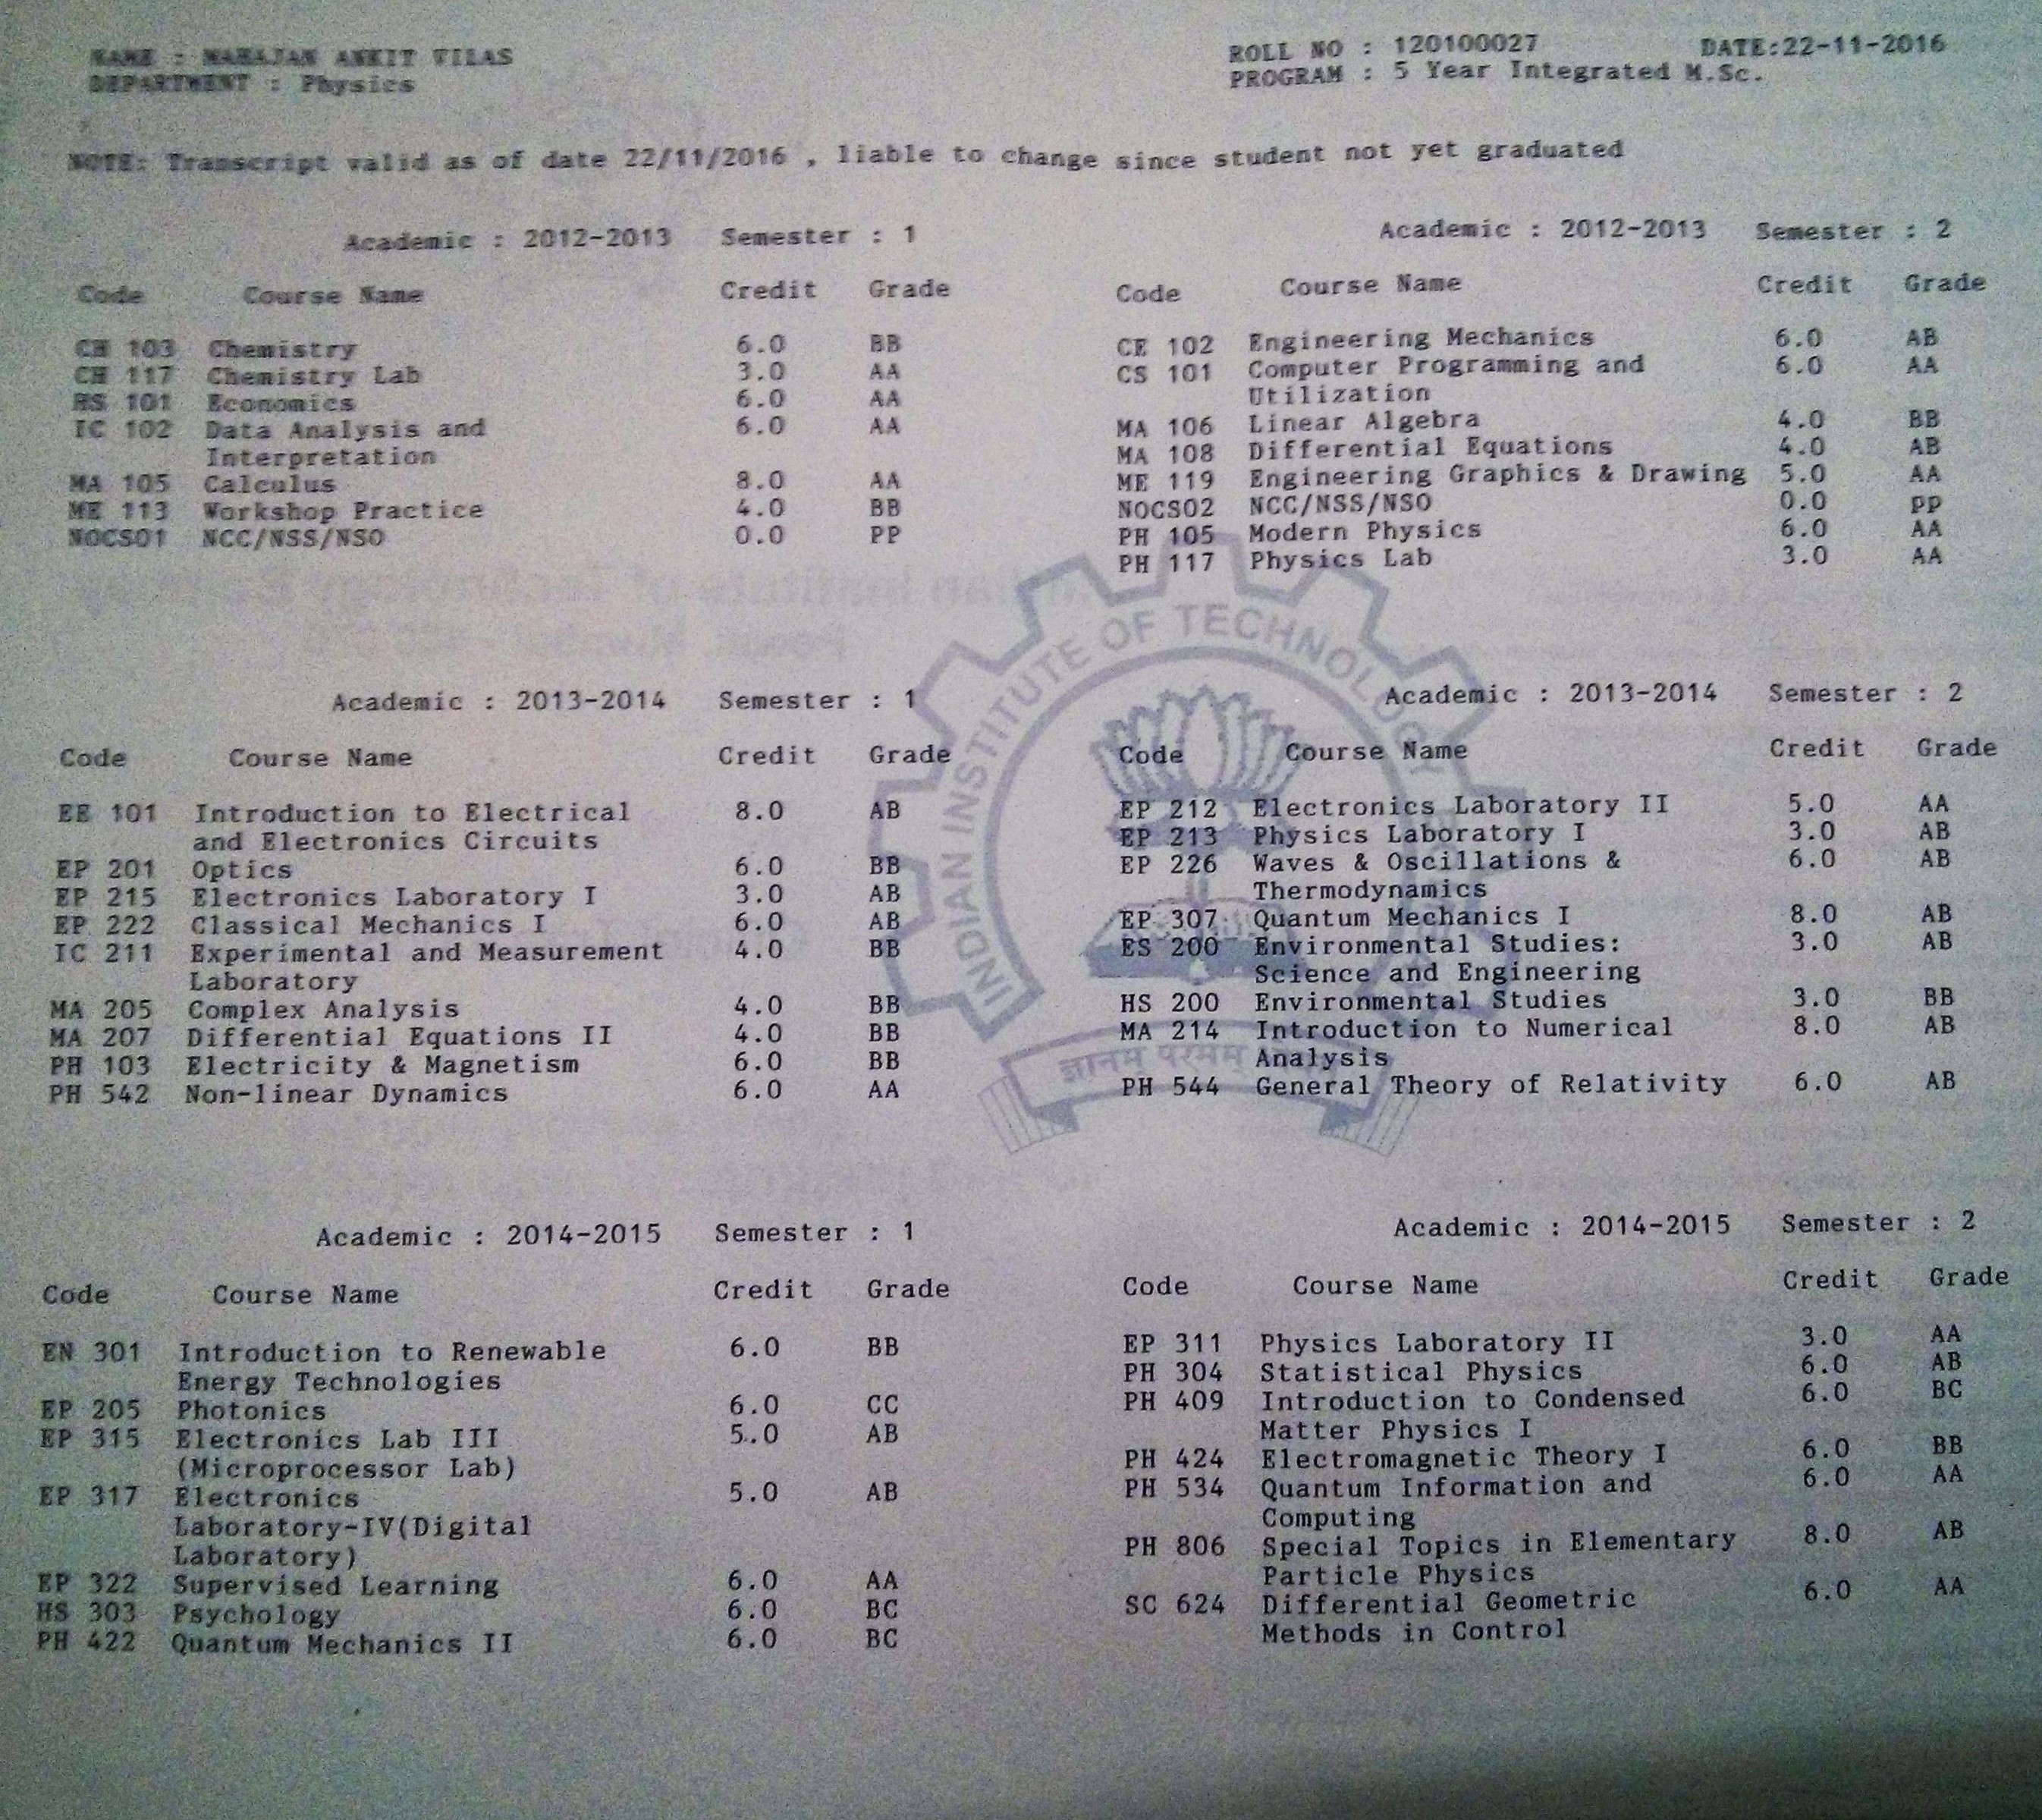 NAME : MAHAJAN ANKIT VILAS
DEPARTMENT : Physics
ROLL NO : 120100027 DATE:22-11-2016
PROGRAM : 5 Year Integrated M.Sc.
NOTE: Transcript valid as of date 22/11/2016 , liable to change since student not yet graduated
Academic : 2012-2013 Semester : 1
Code Course Name Credit Grade
CH 103 Chemistry 6.0 BB
CH 117 Chemistry Lab 3.0 AA
HS 101 Economics 6.0 AA
IC 102 Data Analysis and 6.0 AA
Interpretation
MA 105 Calculus 8.0 AA
ME 113 Workshop Practice 4.0 BB
NOCS01 NCC/NSS/NSO 0.0 PP
Academic : 2012-2013 Semester : 2
Code Course Name Credit Grade
CE 102 Engineering Mechanics 6.0 AB
CS 101 Computer Programming and 6.0 AA
Utilization
MA 106 Linear Algebra 4.0 BB
MA 108 Differential Equations 4.0 AB
ME 119 Engineering Graphics & Drawing 5.0 AA
NOCS02 NCC/NSS/NSO 0.0 PP
PH 105 Modern Physics 6.0 AA
PH 117 Physics Lab 3.0 AA
Academic : 2013-2014 Semester : 1
Code Course Name Credit Grade
EE 101 Introduction to Electrical 8.0 AB
and Electronics Circuits
EP 201 Optics 6.0 BB
EP 215 Electronics Laboratory I 3.0 AB
EP 222 Classical Mechanics I 6.0 AB
IC 211 Experimental and Measurement 4.0 BB
Laboratory
MA 205 Complex Analysis 4.0 BB
MA 207 Differential Equations II 4.0 BB
PH 103 Electricity & Magnetism 6.0 BB
PH 542 Non-linear Dynamics 6.0 AA
Academic : 2013-2014 Semester : 2
Code Course Name Credit Grade
EP 212 Electronics Laboratory II 5.0 AA
EP 213 Physics Laboratory I 3.0 AB
EP 226 Waves & Oscillations & 6.0 AB
Thermodynamics
EP 307 Quantum Mechanics I 8.0 AB
ES 200 Environmental Studies: 3.0 AB
Science and Engineering
HS 200 Environmental Studies 3.0 BB
MA 214 Introduction to Numerical 8.0 AB
Analysis
PH 544 General Theory of Relativity 6.0 AB
INDIAN INSTITUTE OF TECHNOLOGY
ज्ञानम् परमम्
Academic : 2014-2015 Semester : 1
Code Course Name Credit Grade
EN 301 Introduction to Renewable 6.0 BB
Energy Technologies
EP 205 Photonics 6.0 CC
EP 315 Electronics Lab III 5.0 AB
(Microprocessor Lab)
EP 317 Electronics 5.0 AB
Laboratory-IV(Digital
Laboratory)
EP 322 Supervised Learning 6.0 AA
HS 303 Psychology 6.0 BC
PH 422 Quantum Mechanics II 6.0 BC
Academic : 2014-2015 Semester : 2
Code Course Name Credit Grade
EP 311 Physics Laboratory II 3.0 AA
PH 304 Statistical Physics 6.0 AB
PH 409 Introduction to Condensed 6.0 BC
Matter Physics I
PH 424 Electromagnetic Theory I 6.0 BB
PH 534 Quantum Information and 6.0 AA
Computing
PH 806 Special Topics in Elementary 8.0 AB
Particle Physics
SC 624 Differential Geometric 6.0 AA
Methods in Control